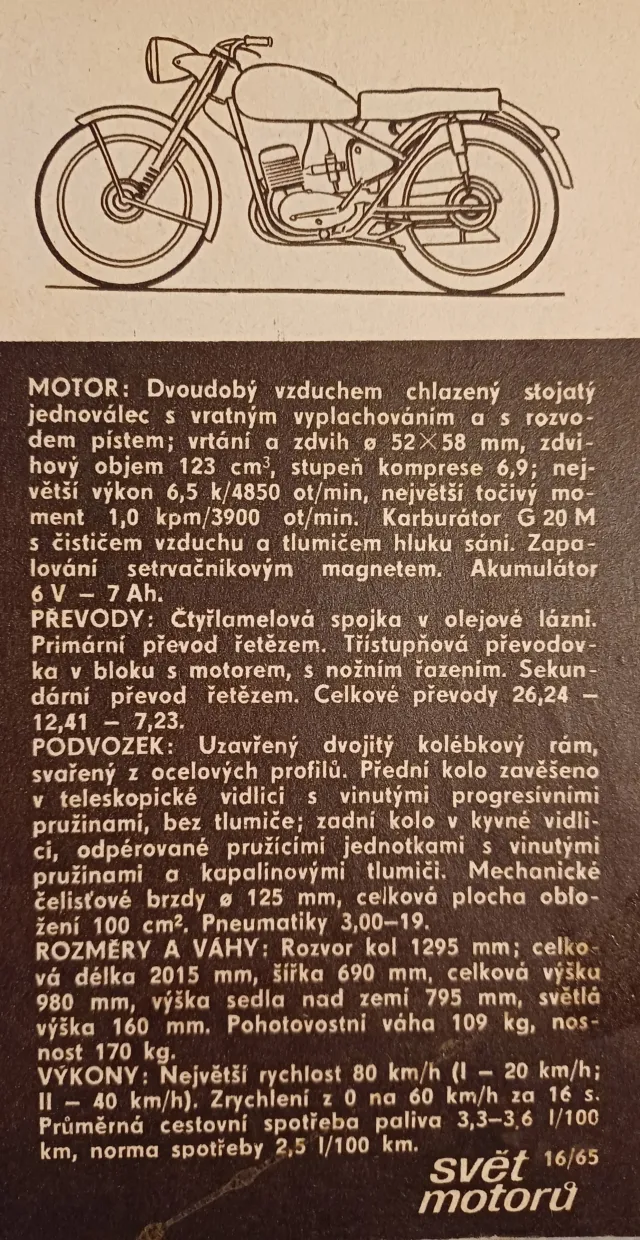 MOTOR: Dvoudobý vzduchem chlazený stojatý
jednoválec s vratným vyplachováním a s rozvo-
dem pístem; vrtání a zdvih ø 52×58 mm, zdvi-
hový objem 123 cm³, stupeň komprese 6,9; nej-
větší výkon 6,5 k/4850 ot/min, největší točivý mo-
ment 1,0 kpm/3900 ot/min. Karburátor G 20 M
s čističem vzduchu a tlumičem hluku sání. Zapa-
lování setrvačníkovým magnetem. Akumulátor
6 V – 7 Ah.
PŘEVODY: Čtyřlamelová spojka v olejové lázni.
Primární převod řetězem. Třístupňová převodov-
ka v bloku s motorem, s nožním řazením. Sekun-
dární převod řetězem. Celkové převody 26,24 –
12,41 – 7,23.
PODVOZEK: Uzavřený dvojitý kolébkový rám,
svařený z ocelových profilů. Přední kolo zavěšeno
v teleskopické vidlici s vinutými progresívními
pružinami, bez tlumiče; zadní kolo v kyvné vidli-
ci, odpérované pružícími jednotkami s vinutými
pružinami a kapalinovými tlumiči. Mechanické
čelisťové brzdy ø 125 mm, celková plocha oblo-
žení 100 cm². Pneumatiky 3,00–19.
ROZMĚRY A VÁHY: Rozvor kol 1295 mm; celko-
vá délka 2015 mm, šířka 690 mm, celková výška
980 mm, výška sedla nad zemí 795 mm, světlá
výška 160 mm. Pohotovostní váha 109 kg, nos-
nost 170 kg.
VÝKONY: Největší rychlost 80 km/h (I – 20 km/h;
II – 40 km/h). Zrychlení z 0 na 60 km/h za 16 s.
Průměrná cestovní spotřeba paliva 3,3–3,6 l/100
km, norma spotřeby 2,5 l/100 km.
svět 16/65
motorů